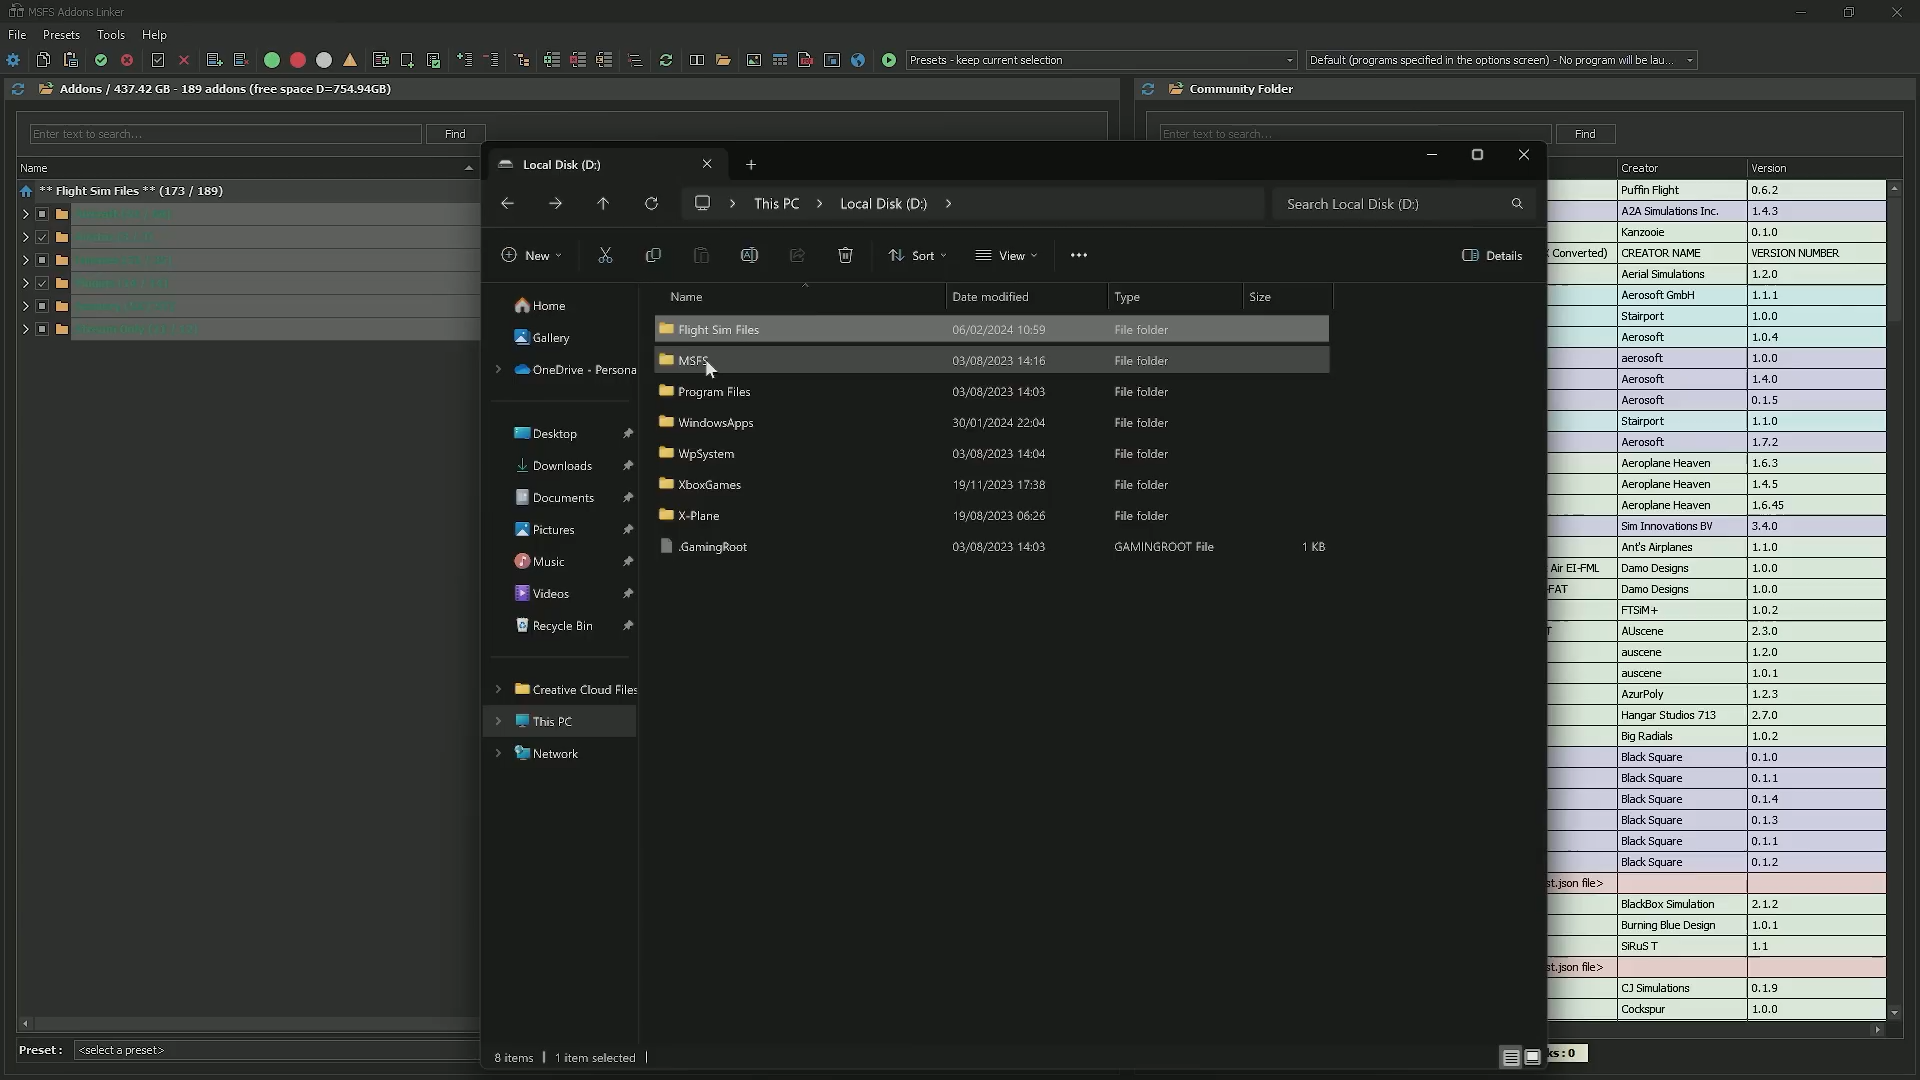 MSFS Addons Linker
File Presets Tools Help
Presets - keep current selection
Default (programs specified in the options screen) - No program will be lau...
Addons / 437.42 GB - 189 addons (free space D=754.94GB)
Community Folder
Enter text to search...
Find
Enter text to search...
Find
Name
** Flight Sim Files ** (173 / 189)
Local Disk (D:)
This PC
Local Disk (D:)
Search Local Disk (D:)
New
Sort
View
Details
Home
Gallery
OneDrive - Persona
Desktop
Downloads
Documents
Pictures
Music
Videos
Recycle Bin
Creative Cloud Files
This PC
Network
Name Date modified Type Size
Flight Sim Files 06/02/2024 10:59 File folder
MSFS 03/08/2023 14:16 File folder
Program Files 03/08/2023 14:03 File folder
WindowsApps 30/01/2024 22:04 File folder
WpSystem 03/08/2023 14:04 File folder
XboxGames 19/11/2023 17:38 File folder
X-Plane 19/08/2023 06:26 File folder
.GamingRoot 03/08/2023 14:03 GAMINGROOT File 1 KB
8 items 1 item selected
Creator Version
Puffin Flight 0.6.2
A2A Simulations Inc. 1.4.3
Kanzooie 0.1.0
Converted) CREATOR NAME VERSION NUMBER
Aerial Simulations 1.2.0
Aerosoft GmbH 1.1.1
Stairport 1.0.0
Aerosoft 1.0.4
aerosoft 1.0.0
Aerosoft 1.4.0
Aerosoft 0.1.5
Stairport 1.1.0
Aerosoft 1.7.2
Aeroplane Heaven 1.6.3
Aeroplane Heaven 1.4.5
Aeroplane Heaven 1.6.45
Sim Innovations BV 3.4.0
Ant's Airplanes 1.1.0
Air EI-FML Damo Designs 1.0.0
-FAT Damo Designs 1.0.0
FTSiM+ 1.0.2
AUscene 2.3.0
auscene 1.2.0
auscene 1.0.1
AzurPoly 1.2.3
Hangar Studios 713 2.7.0
Big Radials 1.0.2
Black Square 0.1.0
Black Square 0.1.1
Black Square 0.1.4
Black Square 0.1.3
Black Square 0.1.1
Black Square 0.1.2
st.json file>
BlackBox Simulation 2.1.2
Burning Blue Design 1.0.1
SiRuS T 1.1
st.json file>
CJ Simulations 0.1.9
Cockspur 1.0.0
Preset : <select a preset>
ks : 0